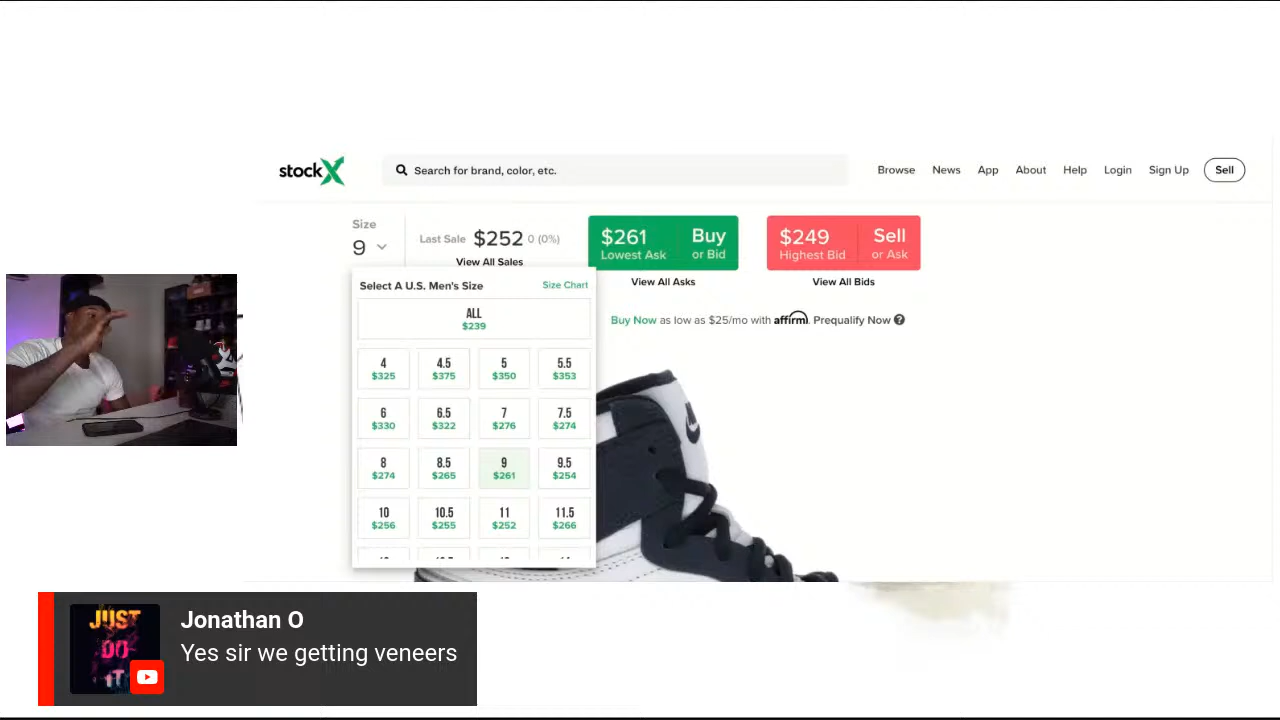 stockX
Search for brand, color, etc.
Browse News App About Help Login Sign Up Sell
Size
9
Last Sale $252 0 (0%)
View All Sales
$261 Buy
Lowest Ask or Bid
View All Asks
$249 Sell
Highest Bid or Ask
View All Bids
Select A U.S. Men's Size Size Chart
Buy Now as low as $25/mo with affirm. Prequalify Now ?
ALL
$239
4 4.5 5 5.5
$325 $375 $350 $353
6 6.5 7 7.5
$330 $322 $276 $274
8 8.5 9 9.5
$274 $265 $261 $254
10 10.5 11 11.5
$256 $255 $252 $266
JUST
DO
IT
Jonathan O
Yes sir we getting veneers